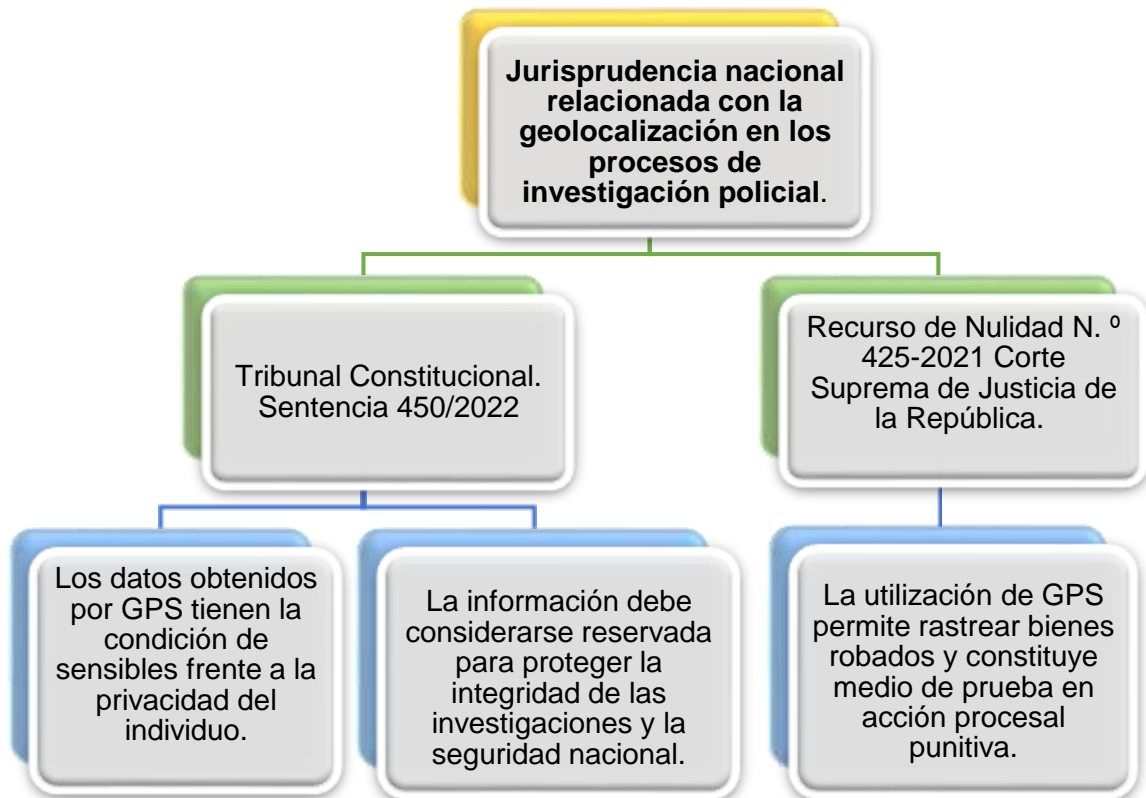 Jurisprudencia nacional
relacionada con la
geolocalización en los
procesos de
investigación policial.
Tribunal Constitucional.
Sentencia 450/2022
Recurso de Nulidad N. º
425-2021 Corte
Suprema de Justicia de
la República.
Los datos obtenidos
por GPS tienen la
condición de
sensibles frente a la
privacidad del
individuo.
La información debe
considerarse reservada
para proteger la
integridad de las
investigaciones y la
seguridad nacional.
La utilización de GPS
permite rastrear bienes
robados y constituye
medio de prueba en
acción procesal
punitiva.